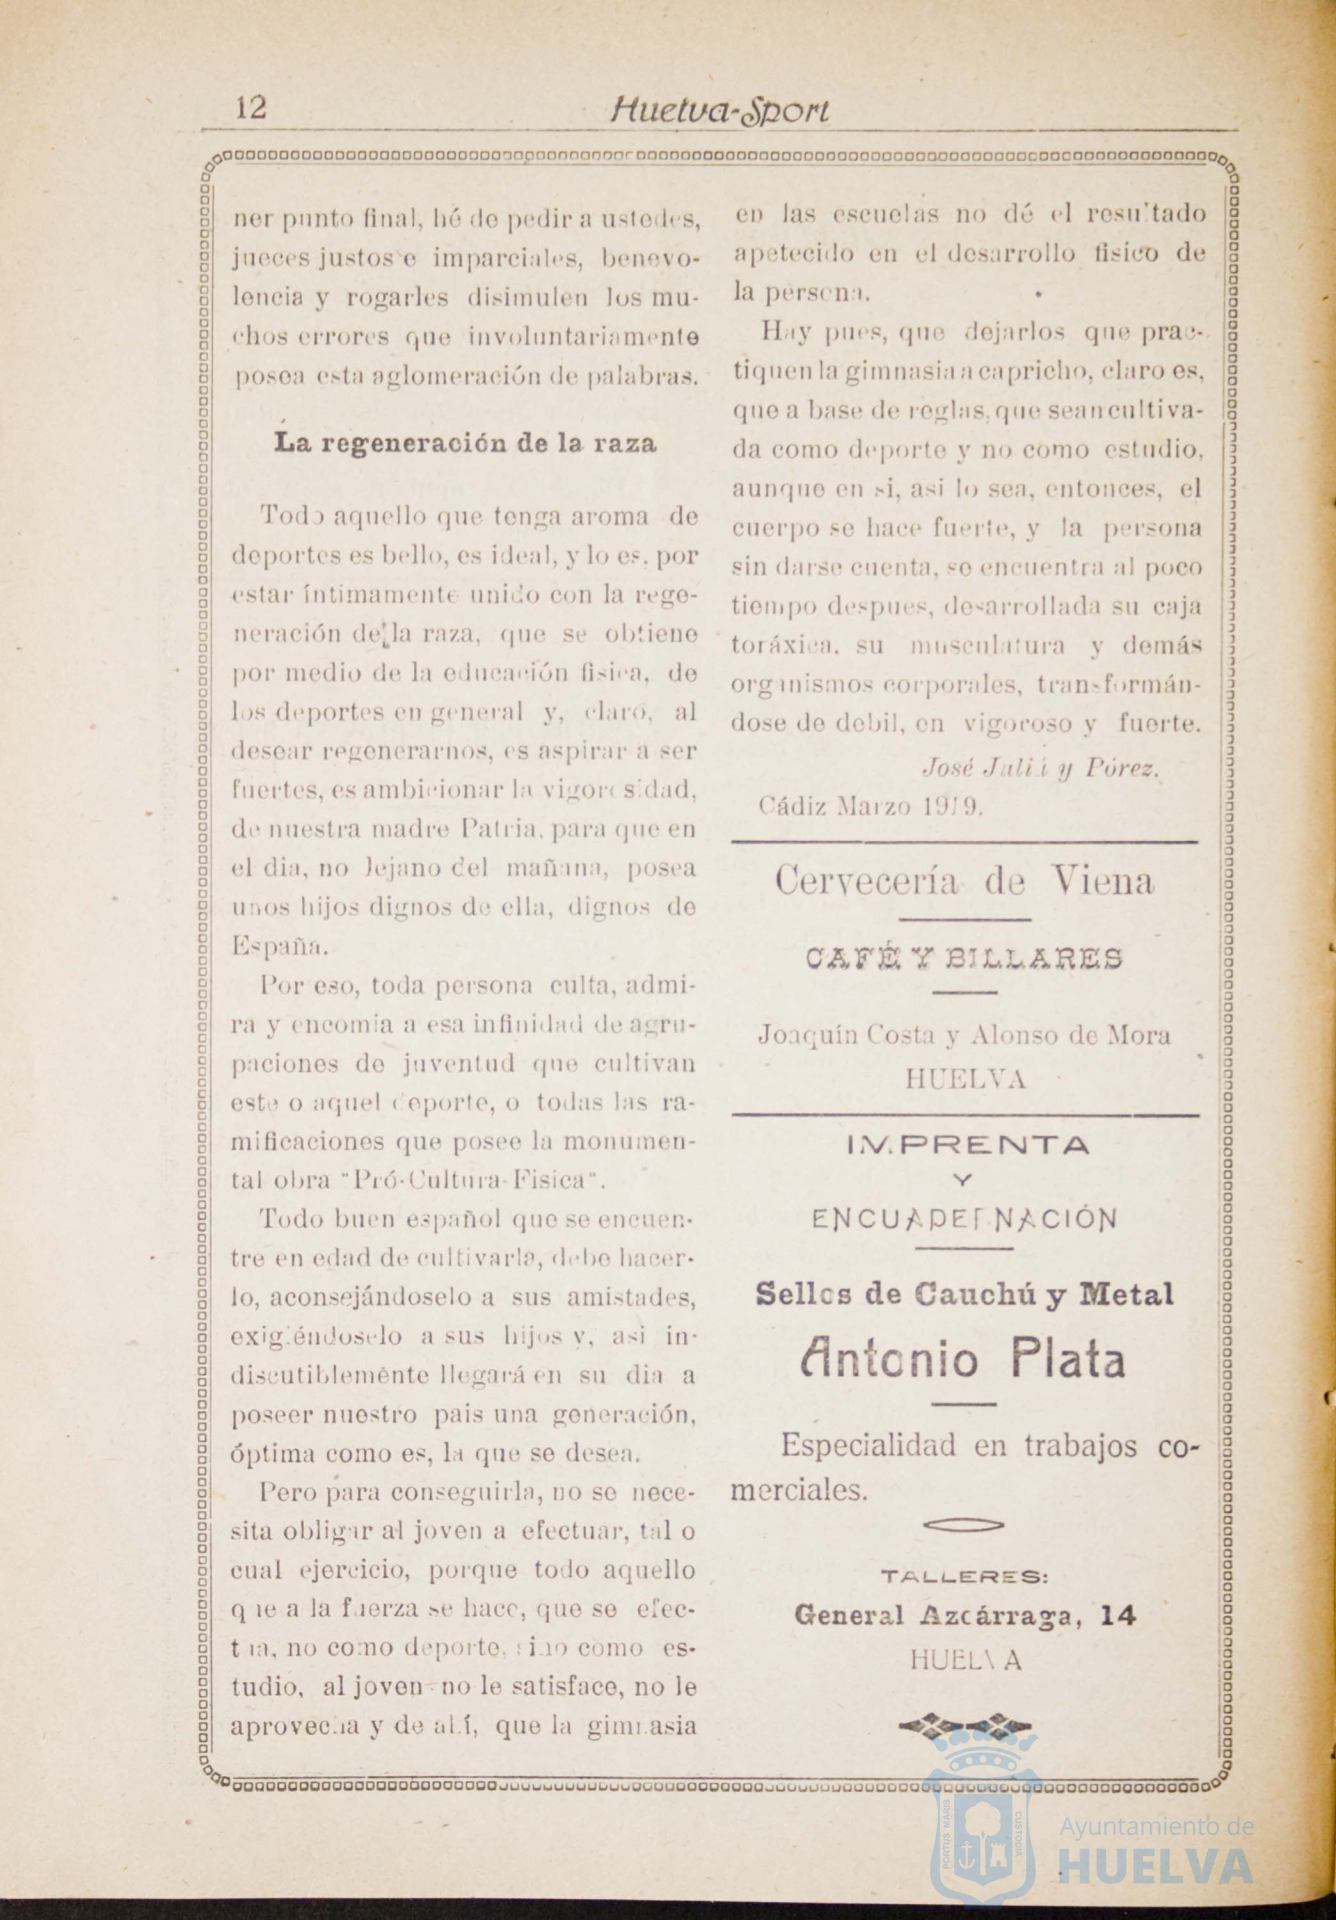 12
Huelva-Sport
ner punto final, hé de pedir a ustedes,
jueces justos e imparciales, benevo-
lencia y rogarles disimulen los mu-
chos errores que involuntariamente
posea esta aglomeración de palabras.
La regeneración de la raza
Todo aquello que tenga aroma de
deportes es bello, es ideal, y lo es, por
estar íntimamente unido con la rege-
neración de la raza, que se obtiene
por medio de la educación fisica, de
los deportes en general y, claro, al
desear regenerarnos, es aspirar a ser
fuertes, es ambicionar la vigorosidad,
de nuestra madre Patria, para que en
el dia, no lejano del mañana, posea
unos hijos dignos de ella, dignos de
España.
Por eso, toda persona culta, admi-
ra y encomia a esa infinidad de agru-
paciones de juventud que cultivan
este o aquel deporte, o todas las ra-
mificaciones que posee la monumen-
tal obra "Pró-Cultura-Fisica".
Todo buen español que se encuen-
tre en edad de cultivarla, debe hacer-
lo, aconsejándoselo a sus amistades,
exigiéndoselo a sus hijos y, asi in-
discutiblemente llegará en su dia a
poseer nuestro pais una generación,
óptima como es, la que se desea.
Pero para conseguirla, no se nece-
sita obligar al joven a efectuar, tal o
cual ejercicio, porque todo aquello
que a la fuerza se hace, que se efec-
tua, no como deporte, sino como es-
tudio, al joven no le satisface, no le
aprovecha y de ahí, que la gimnasia
en las escuelas no dé el resultado
apetecido en el desarrollo fisico de
la persona.
Hay pues, que dejarlos que prac-
tiquen la gimnasia a capricho, claro es,
que a base de reglas, que sean cultiva-
da como deporte y no como estudio,
aunque en si, asi lo sea, entonces, el
cuerpo se hace fuerte, y la persona
sin darse cuenta, se encuentra al poco
tiempo despues, desarrollada su caja
toráxica, su musculatura y demás
organismos corporales, transformán-
dose de debil, en vigoroso y fuerte.
José Juliá y Pérez.
Cádiz Marzo 1919.
Cervecería de Viena
CAFÉ Y BILLARES
Joaquín Costa y Alonso de Mora
HUELVA
IMPRENTA
Y
ENCUADERNACIÓN
Sellos de Cauchú y Metal
Antonio Plata
Especialidad en trabajos co-
merciales.
TALLERES:
General Azcárraga, 14
HUELVA
PORTUS MARIS
CUSTODIA
Ayuntamiento de
HUELVA